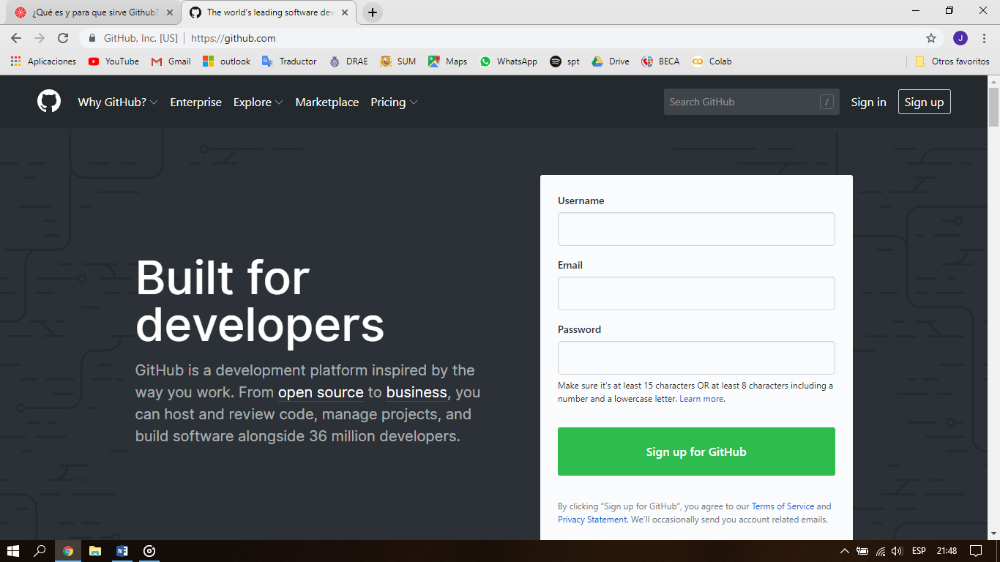 ¿Qué es y para que sirve Github?
The world's leading software dev
GitHub, Inc. [US] | https://github.com
J
Aplicaciones YouTube Gmail outlook Traductor DRAE SUM Maps WhatsApp spt Drive BECA Colab Otros favoritos
Why GitHub? Enterprise Explore Marketplace Pricing Search GitHub / Sign in Sign up
Built for
developers
GitHub is a development platform inspired by the
way you work. From open source to business, you
can host and review code, manage projects, and
build software alongside 36 million developers.
Username
Email
Password
Make sure it's at least 15 characters OR at least 8 characters including a
number and a lowercase letter. Learn more.
Sign up for GitHub
By clicking “Sign up for GitHub”, you agree to our Terms of Service and
Privacy Statement. We’ll occasionally send you account related emails.
ESP 21:48